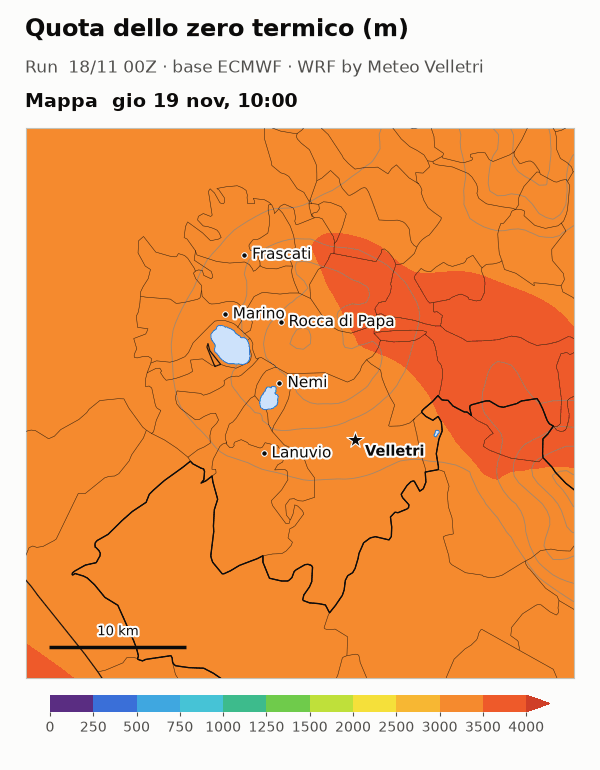 Quota dello zero termico (m)
Run  18/11 00Z · base ECMWF · WRF by Meteo Velletri
Mappa  gio 19 nov, 10:00
Frascati
Marino
Rocca di Papa
Nemi
Velletri
Lanuvio
10 km
0 250 500 750 1000 1250 1500 2000 2500 3000 3500 4000